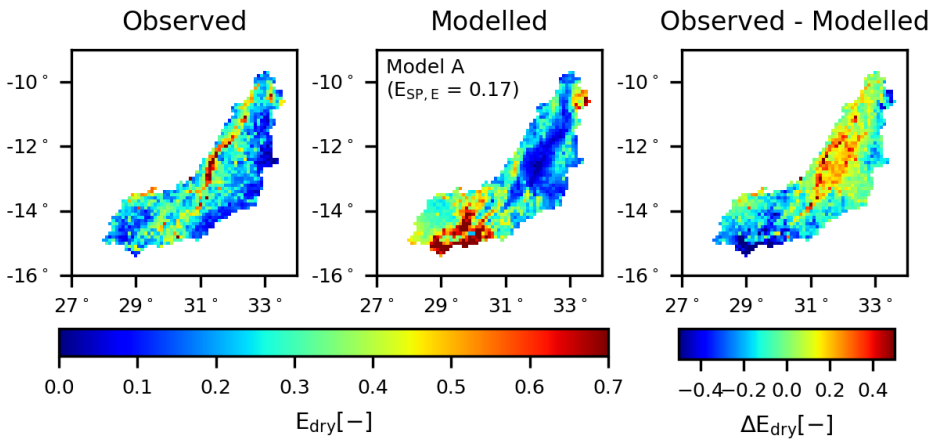 Observed
Modelled
Observed - Modelled
-10°
-12°
-14°
-16°
27° 29° 31° 33°
Model A
(E_SP, E = 0.17)
-10°
-12°
-14°
-16°
27° 29° 31° 33°
-10°
-12°
-14°
-16°
27° 29° 31° 33°
0.0 0.1 0.2 0.3 0.4 0.5 0.6 0.7
E_dry[−]
−0.4 −0.2 0.0 0.2 0.4
ΔE_dry[−]